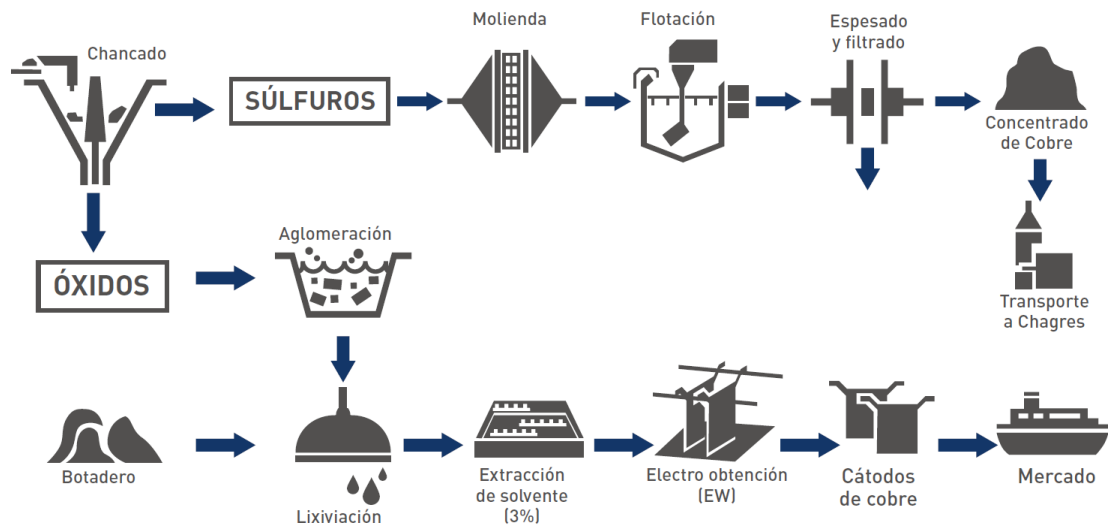 Chancado
SÚLFUROS
Molienda
Flotación
Espesado
y filtrado
Concentrado
de Cobre
Transporte
a Chagres
ÓXIDOS
Aglomeración
Botadero
Lixiviación
Extracción
de solvente
(3%)
Electro obtención
(EW)
Cátodos
de cobre
Mercado